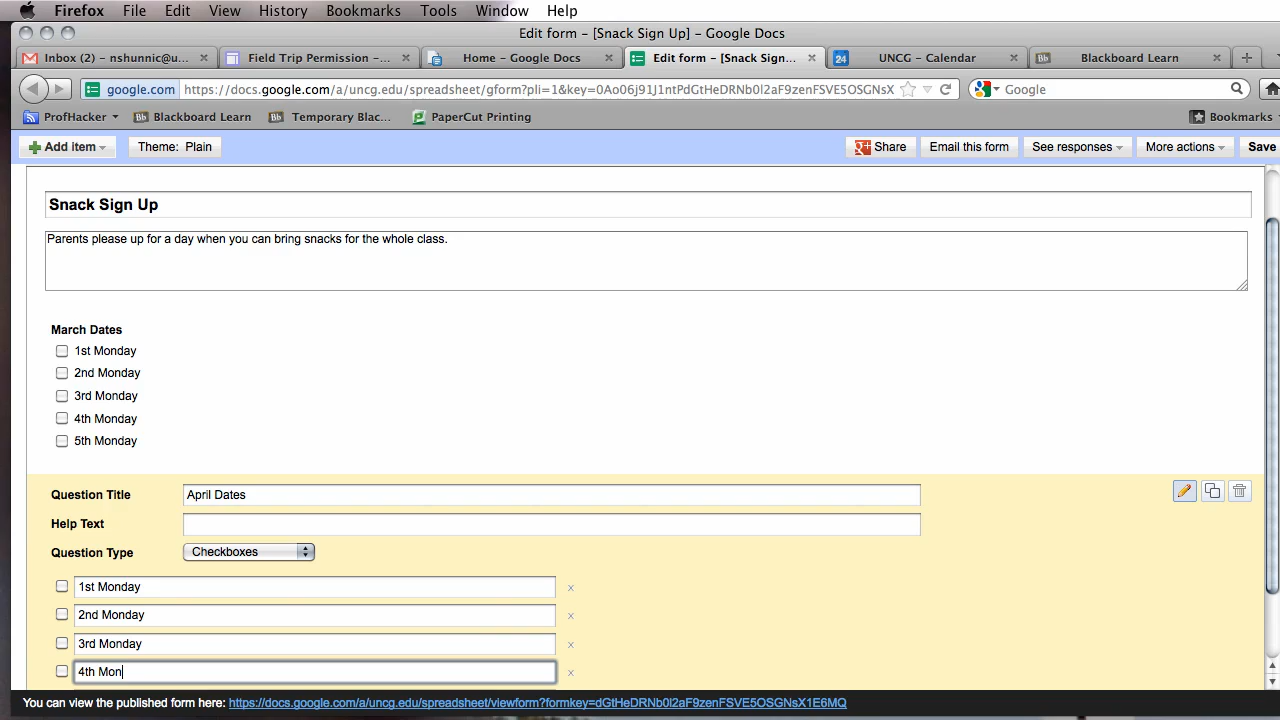 Firefox File Edit View History Bookmarks Tools Window Help
Edit form - [Snack Sign Up] - Google Docs
Inbox (2) - nshunnic@u... Field Trip Permission -... Home - Google Docs Edit form - [Snack Sign... 24 UNCG - Calendar Bb Blackboard Learn
google.com https://docs.google.com/a/uncg.edu/spreadsheet/gform?pli=1&key=0Ao06j91J1ntPdGtHeDRNb0l2aF9zenFSVE5OSGNsX Google
ProfHacker Bb Blackboard Learn Bb Temporary Blac... PaperCut Printing Bookmarks
Add item Theme: Plain Share Email this form See responses More actions Save
Snack Sign Up
Parents please up for a day when you can bring snacks for the whole class.
March Dates
1st Monday
2nd Monday
3rd Monday
4th Monday
5th Monday
Question Title April Dates
Help Text
Question Type Checkboxes
1st Monday x
2nd Monday x
3rd Monday x
4th Mon x
You can view the published form here: https://docs.google.com/a/uncg.edu/spreadsheet/viewform?formkey=dGtHeDRNb0l2aF9zenFSVE5OSGNsX1E6MQ